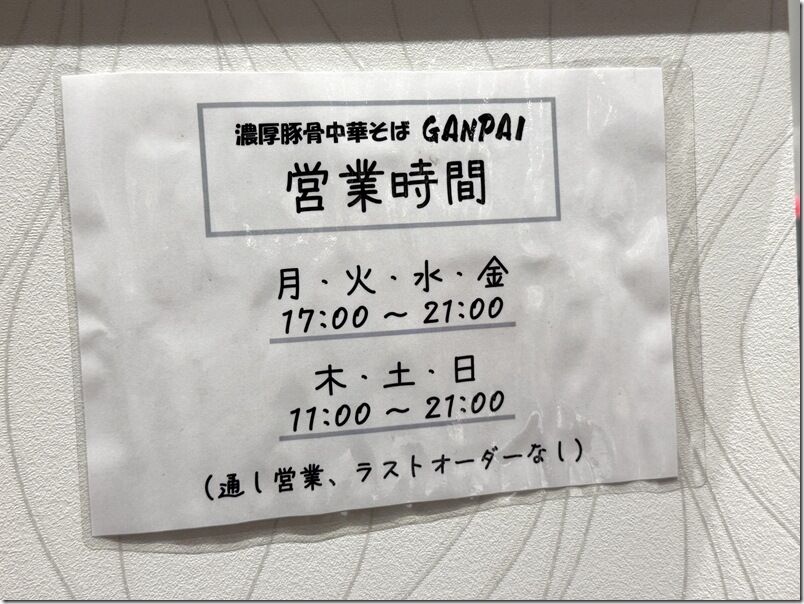 濃厚豚骨中華そば GANPAI
営業時間
月・火・水・金
17:00 〜 21:00
木・土・日
11:00 〜 21:00
(通し営業、ラストオーダーなし)